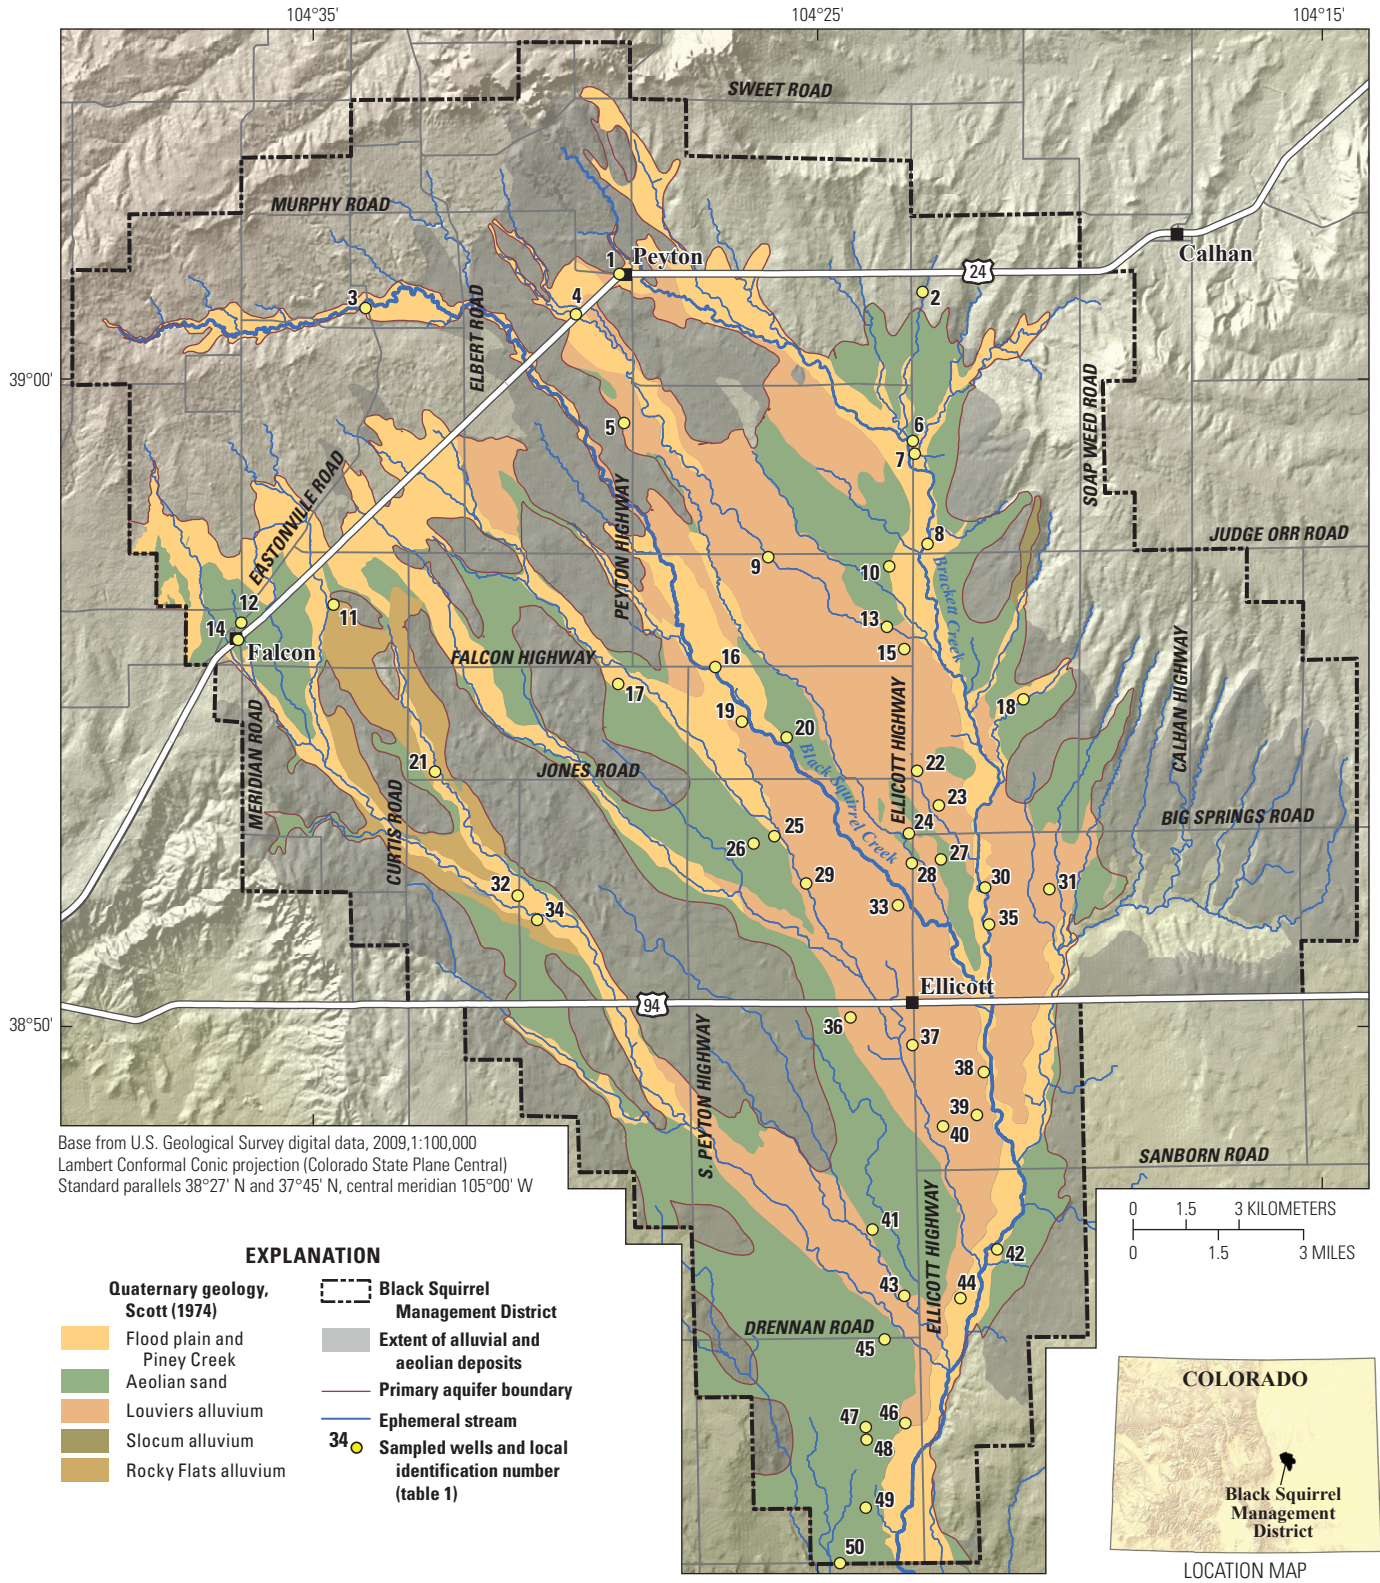 104°35'
104°25'
104°15'
SWEET ROAD
MURPHY ROAD
Peyton
Calhan
1
24
2
3
4
ELBERT ROAD
39°00'
SOAP WEED ROAD
5
6
7
EASTONVILLE ROAD
PEYTON HIGHWAY
8
JUDGE ORR ROAD
9
10
Brackett Creek
11
12
13
14
Falcon
15
FALCON HIGHWAY
16
17
18
CALHAN HIGHWAY
19
20
MERIDIAN ROAD
ELLICOTT HIGHWAY
21
JONES ROAD
Black Squirrel Creek
22
23
CURTIS ROAD
BIG SPRINGS ROAD
24
25
26
27
28
29
30
31
32
33
34
35
Ellicott
94
38°50'
36
37
S. PEYTON HIGHWAY
38
39
40
SANBORN ROAD
Base from U.S. Geological Survey digital data, 2009,1:100,000
Lambert Conformal Conic projection (Colorado State Plane Central)
Standard parallels 38°27' N and 37°45' N, central meridian 105°00' W
0 1.5 3 KILOMETERS
0 1.5 3 MILES
41
ELLICOTT HIGHWAY
42
43
44
DRENNAN ROAD
45
46
47
48
49
50
EXPLANATION
Quaternary geology,
Scott (1974)
Flood plain and
Piney Creek
Aeolian sand
Louviers alluvium
Slocum alluvium
Rocky Flats alluvium
Black Squirrel
Management District
Extent of alluvial and
aeolian deposits
Primary aquifer boundary
Ephemeral stream
34
Sampled wells and local
identification number
(table 1)
COLORADO
Black Squirrel
Management
District
LOCATION MAP